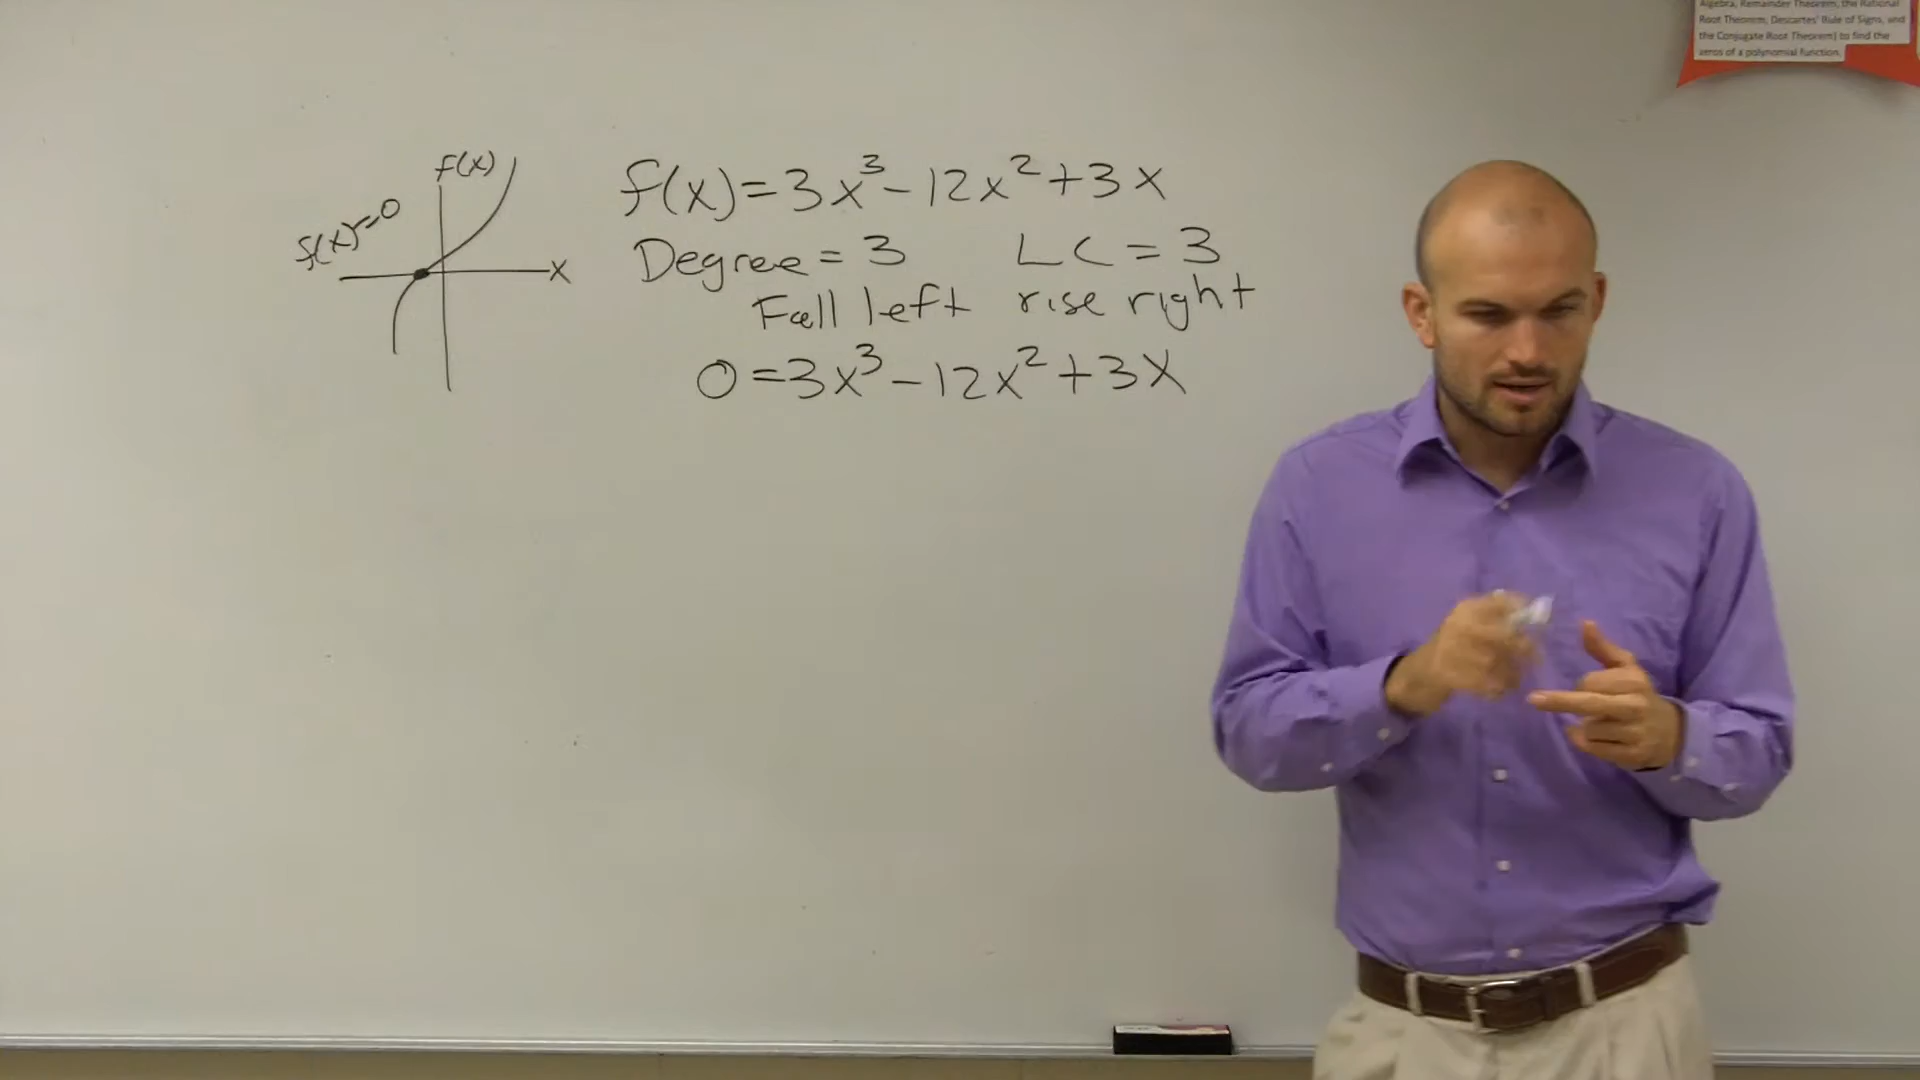 Algebra, Remainder Theorem, the Rational
Root Theorem, Descartes' Rule of Signs, and
the Conjugate Root Theorem) to find the
zeros of a polynomial function.
f(x)
f(x)=0
x
f(x)=3x³-12x²+3x
Degree = 3 LC = 3
Fall left rise right
0=3x³-12x²+3x